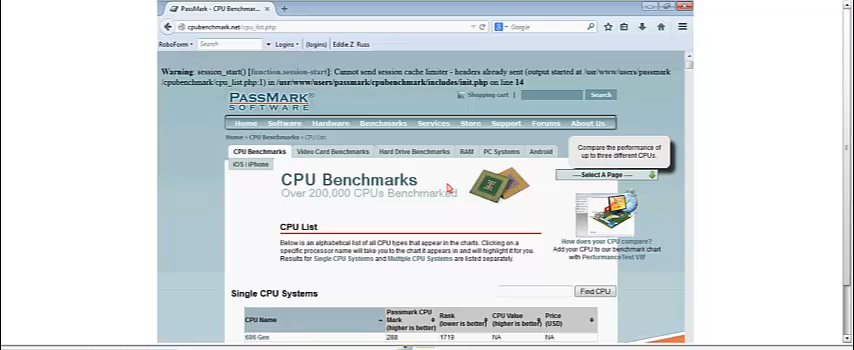 PassMark - CPU Benchmar...
cpubenchmark.net/cpu_list.php
Google
RoboForm Search Logins (logins) Eddie Z Russ
Warning: session_start() [function.session-start]: Cannot send session cache limiter - headers already sent (output started at /usr/www/users/passmark
/cpubenchmark/cpu_list.php:1) in /usr/www/users/passmark/cpubenchmark/includes/init.php on line 14
PASSMARK
SOFTWARE
Shopping cart | Search
Home Software Hardware Benchmarks Services Store Support Forums About Us
Home » CPU Benchmarks » CPU List
CPU Benchmarks Video Card Benchmarks Hard Drive Benchmarks RAM PC Systems Android
iOS / iPhone
Compare the performance of
up to three different CPUs.
----Select A Page ----
CPU Benchmarks
Over 200,000 CPUs Benchmarked
How does your CPU compare?
Add your CPU to our benchmark chart
with PerformanceTest V8!
CPU List
Below is an alphabetical list of all CPU types that appear in the charts. Clicking on a
specific processor name will take you to the chart it appears in and will highlight it for you.
Results for Single CPU Systems and Multiple CPU Systems are listed separately.
Find CPU
Single CPU Systems
CPU Name
Passmark CPU
Mark
(higher is better)
Rank
(lower is better)
CPU Value
(higher is better)
Price
(USD)
686 Gen 288 1719 NA NA